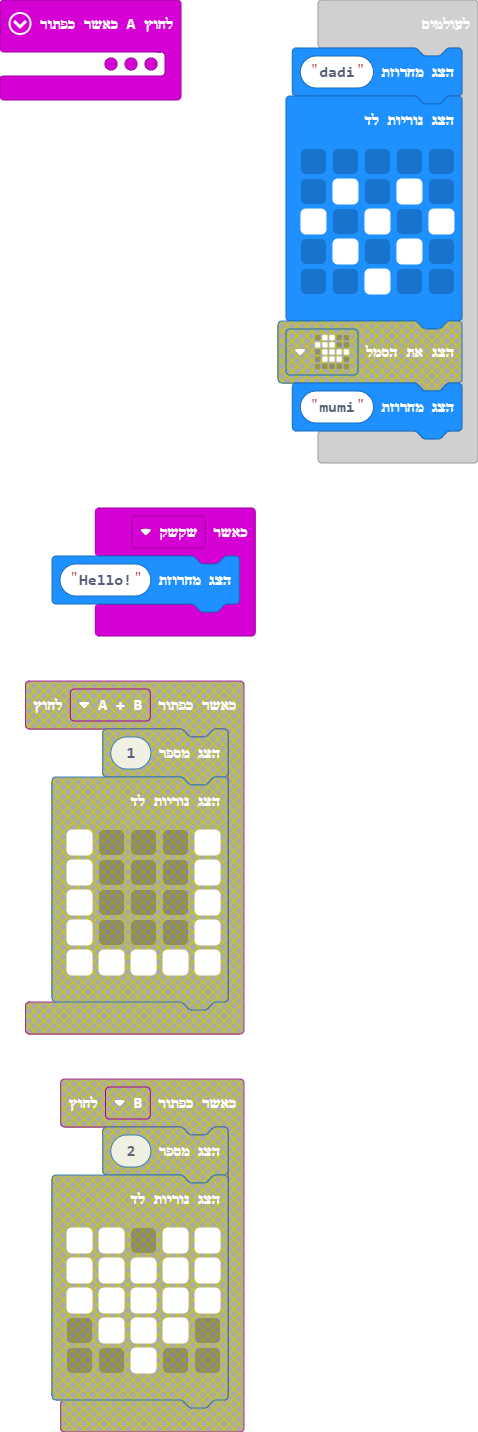 לחוץ A כאשר כפתור
לעולמים
הצג מחרוזת "dadi"
הצג נוריות לד
הצג את הסמל
הצג מחרוזת "mumi"
כאשר שקשק
הצג מחרוזת "Hello!"
כאשר כפתור A + B לחוץ
הצג מספר 1
הצג נוריות לד
כאשר כפתור B לחוץ
הצג מספר 2
הצג נוריות לד